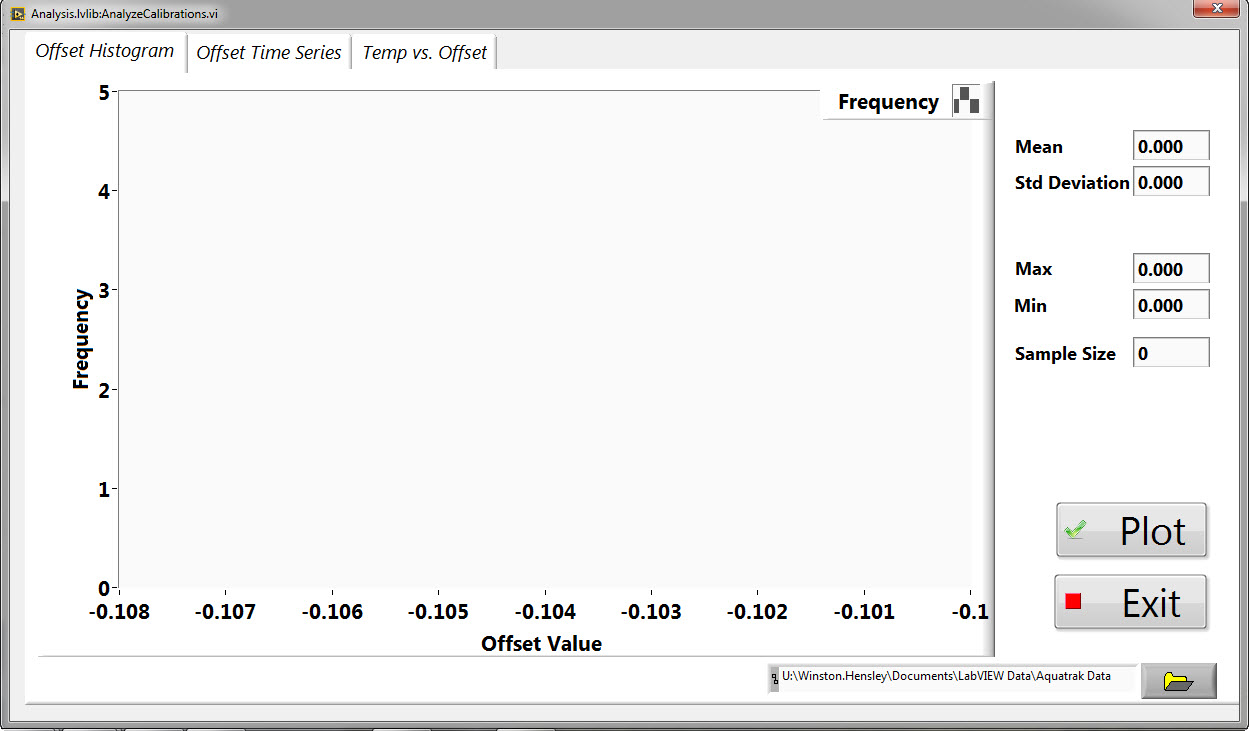 Analysis.lvlib:AnalyzeCalibrations.vi
Offset Histogram
Offset Time Series
Temp vs. Offset
Frequency
5
4
3
2
1
0
Frequency
-0.108
-0.107
-0.106
-0.105
-0.104
-0.103
-0.102
-0.101
-0.1
Offset Value
Mean 0.000
Std Deviation 0.000
Max 0.000
Min 0.000
Sample Size 0
Plot
Exit
U:\Winston.Hensley\Documents\LabVIEW Data\Aquatrak Data